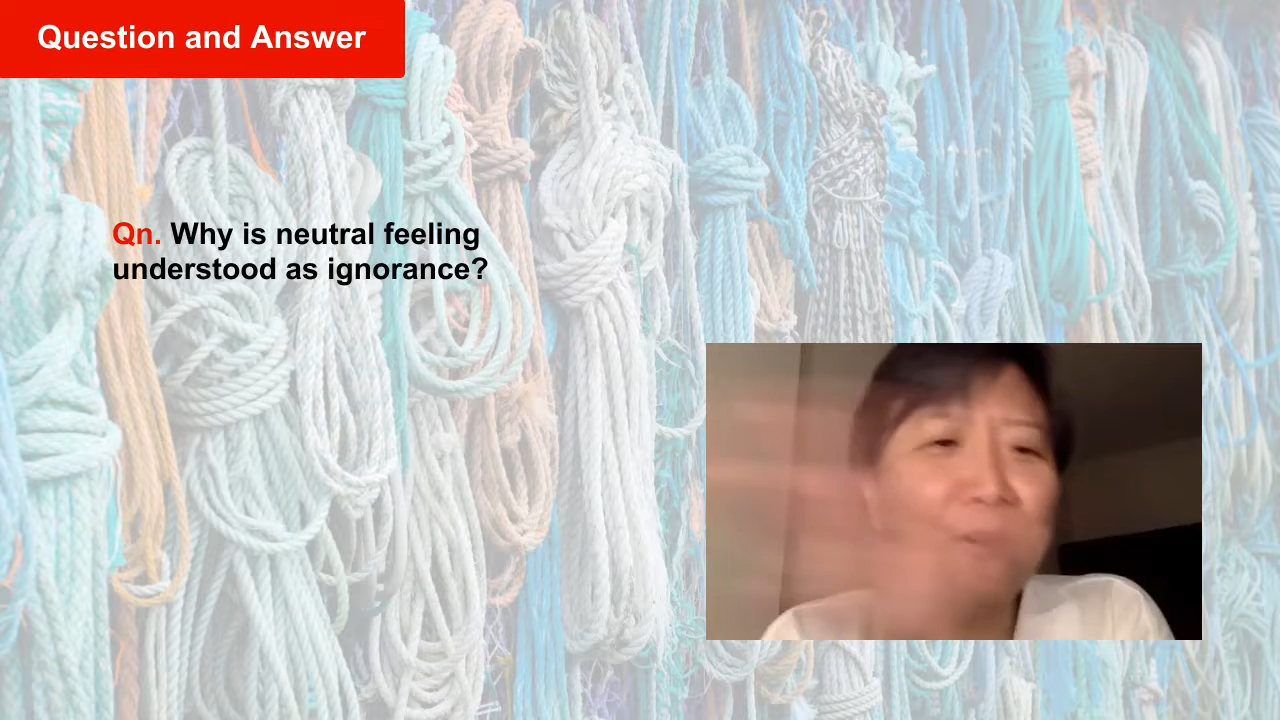 Question and Answer
Qn. Why is neutral feeling
understood as ignorance?